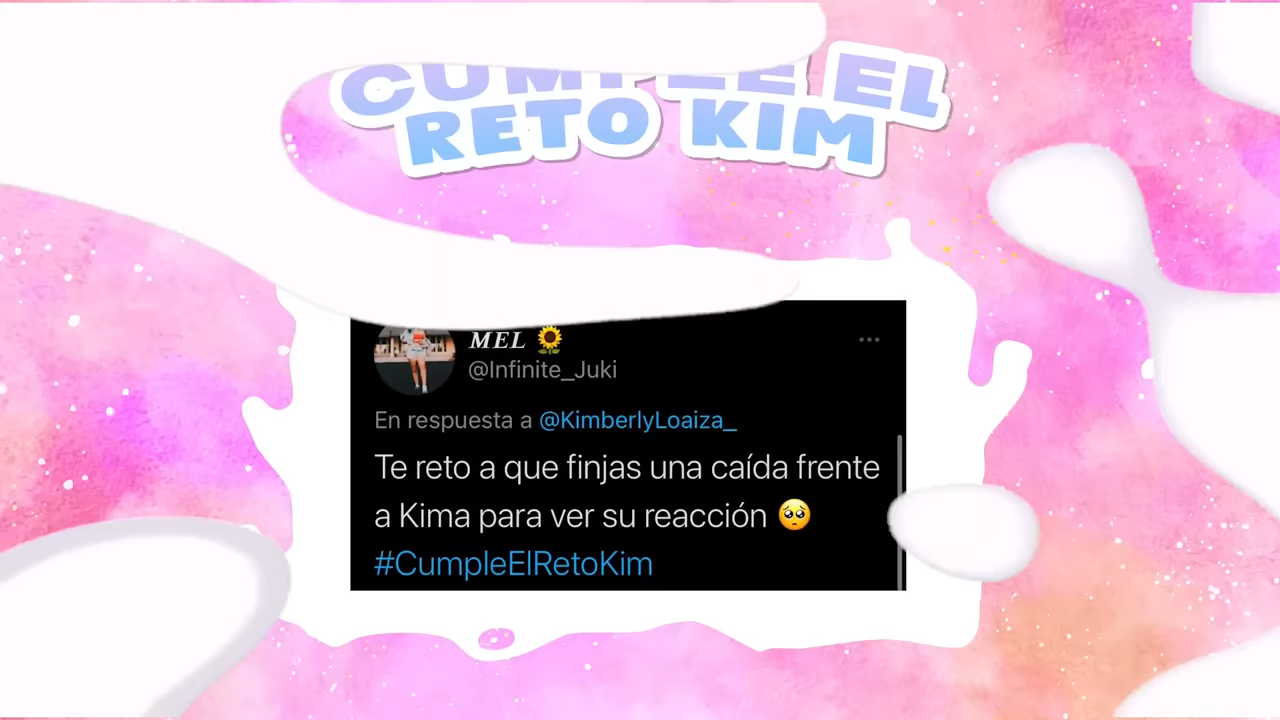 CUMPLE EL
RETO KIM
MEL 🌻
@Infinite_Juki
En respuesta a @KimberlyLoaiza_
Te reto a que finjas una caída frente
a Kima para ver su reacción 🥺
#CumpleElRetoKim